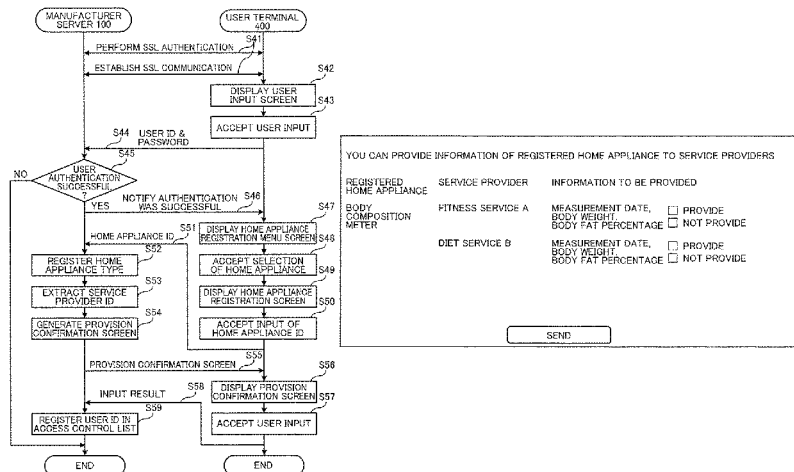 MANUFACTURER
SERVER 100
USER TERMINAL
400
S41
PERFORM SSL AUTHENTICATION
ESTABLISH SSL COMMUNICATION
S42
DISPLAY USER
INPUT SCREEN
S43
ACCEPT USER INPUT
S44
USER ID &
PASSWORD
S45
NO
USER
AUTHENTICATION
SUCCESSFUL
?
YES
NOTIFY AUTHENTICATION
WAS SUCCESSFUL
S46
S47
DISPLAY HOME APPLIANCE
REGISTRATION MENU SCREEN
HOME APPLIANCE ID
S51
S48
S52
REGISTER HOME
APPLIANCE TYPE
ACCEPT SELECTION
OF HOME APPLIANCE
S49
S53
EXTRACT SERVICE
PROVIDER ID
DISPLAY HOME APPLIANCE
REGISTRATION SCREEN
S50
S54
GENERATE PROVISION
CONFIRMATION SCREEN
ACCEPT INPUT OF
HOME APPLIANCE ID
S55
PROVISION CONFIRMATION SCREEN
S56
DISPLAY PROVISION
CONFIRMATION SCREEN
INPUT RESULT
S58
S57
S59
REGISTER USER ID IN
ACCESS CONTROL LIST
ACCEPT USER INPUT
END
END
YOU CAN PROVIDE INFORMATION OF REGISTERED HOME APPLIANCE TO SERVICE PROVIDERS
REGISTERED
HOME APPLIANCE
SERVICE PROVIDER
INFORMATION TO BE PROVIDED
BODY
COMPOSITION
METER
FITNESS SERVICE A
MEASUREMENT DATE,
BODY WEIGHT,
BODY FAT PERCENTAGE
PROVIDE
NOT PROVIDE
DIET SERVICE B
MEASUREMENT DATE,
BODY WEIGHT,
BODY FAT PERCENTAGE
PROVIDE
NOT PROVIDE
SEND